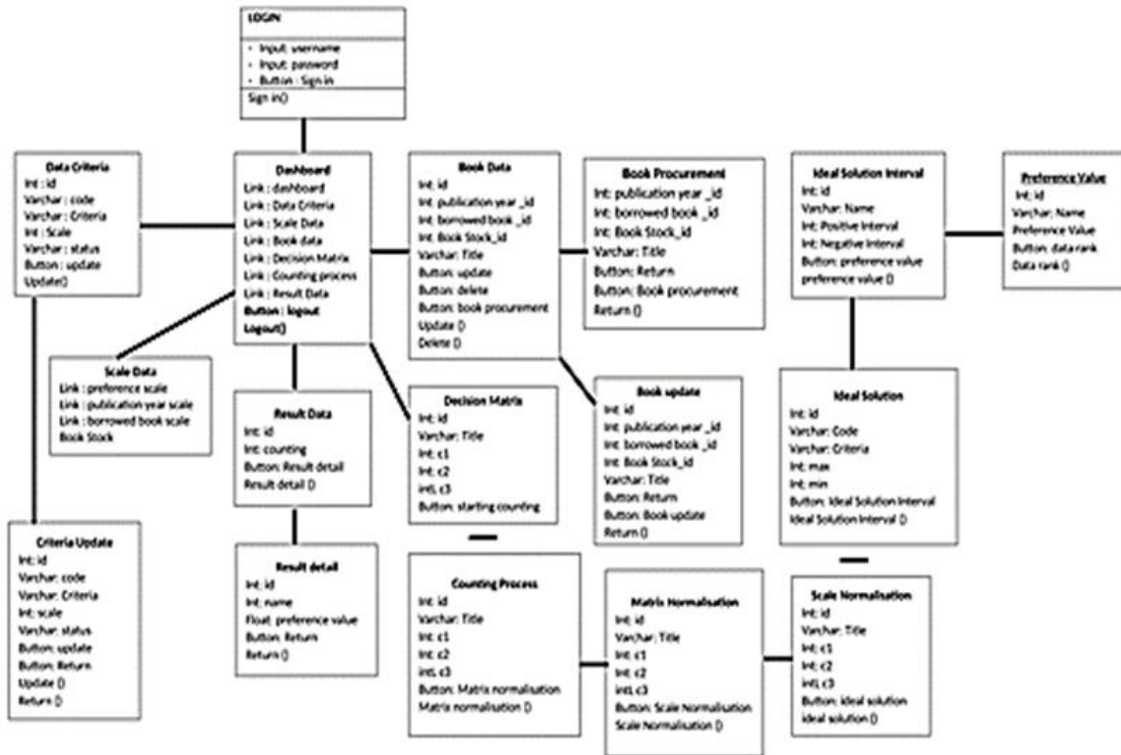 LOGIN
- Input: username
- Input: password
- Button : Sign in
Sign in()
Data Criteria
Int : id
Varchar : code
Varchar : Criteria
Int : Scale
Varchar : status
Button : update
Update()
Dashboard
Link : dashboard
Link : Data Criteria
Link : Scale Data
Link : Book data
Link : Decision Matrix
Link : Counting process
Link : Result Data
Button : logout
Logout()
Book Data
Int: id
Int: publication year _id
Int: borrowed book _id
Int: Book Stock_id
Varchar: Title
Button: update
Button: delete
Button: book procurement
Update ()
Delete ()
Book Procurement
Int: publication year _id
Int: borrowed book _id
Int: Book Stock_id
Varchar: Title
Button: Return
Button: Book procurement
Return ()
Ideal Solution Interval
Int: id
Varchar: Name
Int: Positive Interval
Int: Negative Interval
Button: preference value
preference value ()
Preference Value
Int: id
Varchar: Name
Preference Value
Button: data rank
Data rank ()
Scale Data
Link : preference scale
Link : publication year scale
Link : borrowed book scale
Book Stock
Result Data
Int: id
Int: counting
Button: Result detail
Result detail ()
Decision Matrix
Int: id
Varchar: Title
Int: c1
Int: c2
intl, c3
Button: starting counting
Book update
Int: id
Int: publication year _id
Int: borrowed book _id
Int: Book Stock_id
Varchar: Title
Button: Return
Button: Book update
Return ()
Ideal Solution
Int: id
Varchar: Code
Varchar: Criteria
Int: max
Int: min
Button: Ideal Solution Interval
Ideal Solution Interval ()
Criteria Update
Int: id
Varchar: code
Varchar: Criteria
Int: scale
Varchar: status
Button: update
Button: Return
Update ()
Return ()
Result detail
Int: id
Int: name
Float: preference value
Button: Return
Return ()
Counting Process
Int: id
Varchar: Title
Int: c1
Int: c2
intl, c3
Button: Matrix normalisation
Matrix normalisation ()
Matrix Normalisation
Int: id
Varchar: Title
Int: c1
Int: c2
intl, c3
Button: Scale Normalisation
Scale Normalisation ()
Scale Normalisation
Int: id
Varchar: Title
Int: c1
Int: c2
intl, c3
Button: ideal solution
ideal solution ()